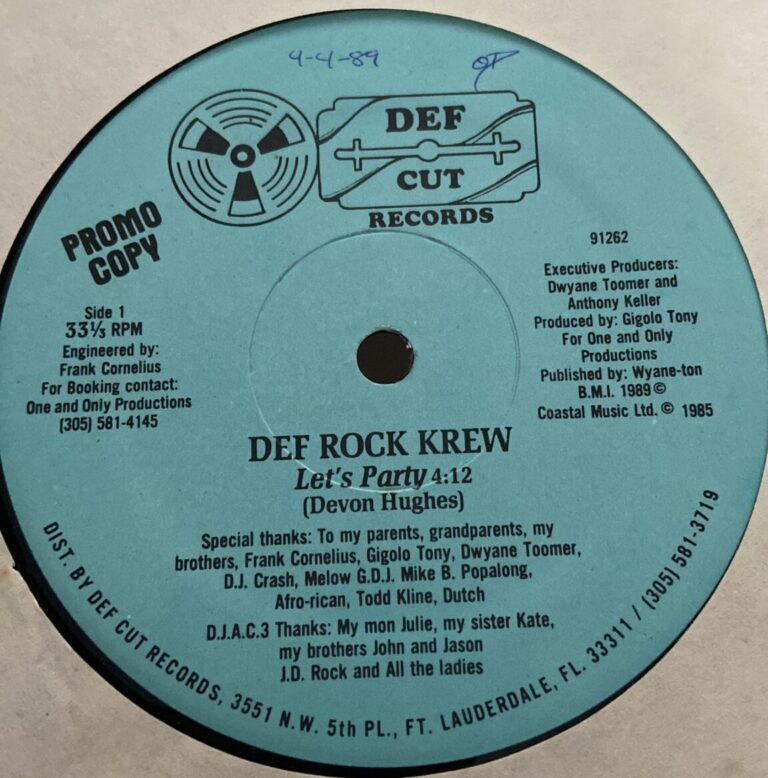 4-4-89
DEF
CUT
RECORDS
PROMO
COPY
Side 1
33⅓ RPM
Engineered by:
Frank Cornelius
For Booking contact:
One and Only Productions
(305) 581-4145
91262
Executive Producers:
Dwyane Toomer and
Anthony Keller
Produced by: Gigolo Tony
For One and Only
Productions
Published by: Wyane-ton
B.M.I. 1989 ©
Coastal Music Ltd. © 1985
DEF ROCK KREW
Let's Party 4:12
(Devon Hughes)
Special thanks: To my parents, grandparents, my
brothers, Frank Cornelius, Gigolo Tony, Dwyane Toomer,
D.J. Crash, Melow G.D.J. Mike B. Popalong,
Afro-rican, Todd Kline, Dutch
D.J.A.C.3 Thanks: My mon Julie, my sister Kate,
my brothers John and Jason
J.D. Rock and All the ladies
DIST. BY DEF CUT RECORDS, 3551 N.W. 5th PL., FT. LAUDERDALE, FL. 33311 / (305) 581-3719